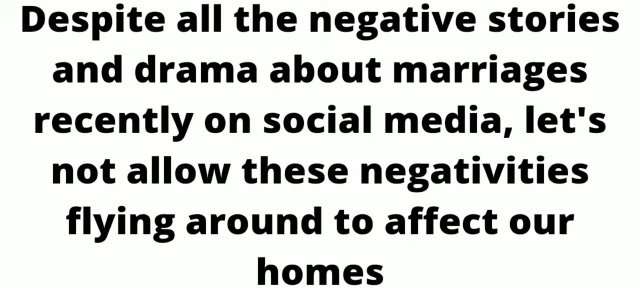 Despite all the negative stories
and drama about marriages
recently on social media, let's
not allow these negativities
flying around to affect our
homes